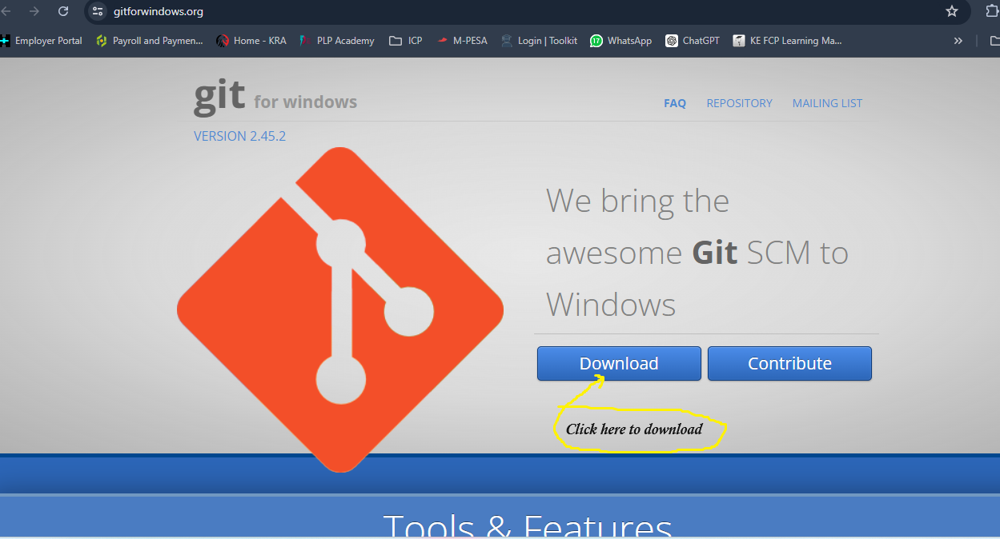 gitforwindows.org
Employer Portal
Payroll and Paymen...
Home - KRA
PLP Academy
ICP
M-PESA
Login | Toolkit
17
WhatsApp
ChatGPT
KE FCP Learning Ma...
git for windows
FAQ
REPOSITORY
MAILING LIST
VERSION 2.45.2
We bring the
awesome Git SCM to
Windows
Download
Contribute
Click here to download
Tools & Features